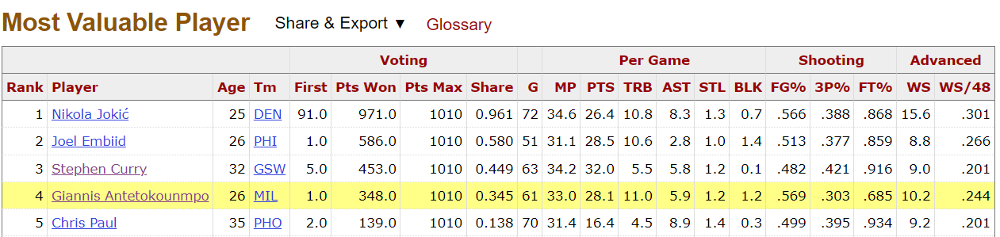 Most Valuable Player Share & Export ▼ Glossary
Voting Per Game Shooting Advanced
Rank Player Age Tm First Pts Won Pts Max Share G MP PTS TRB AST STL BLK FG% 3P% FT% WS WS/48
1 Nikola Jokić 25 DEN 91.0 971.0 1010 0.961 72 34.6 26.4 10.8 8.3 1.3 0.7 .566 .388 .868 15.6 .301
2 Joel Embiid 26 PHI 1.0 586.0 1010 0.580 51 31.1 28.5 10.6 2.8 1.0 1.4 .513 .377 .859 8.8 .266
3 Stephen Curry 32 GSW 5.0 453.0 1010 0.449 63 34.2 32.0 5.5 5.8 1.2 0.1 .482 .421 .916 9.0 .201
4 Giannis Antetokounmpo 26 MIL 1.0 348.0 1010 0.345 61 33.0 28.1 11.0 5.9 1.2 1.2 .569 .303 .685 10.2 .244
5 Chris Paul 35 PHO 2.0 139.0 1010 0.138 70 31.4 16.4 4.5 8.9 1.4 0.3 .499 .395 .934 9.2 .201